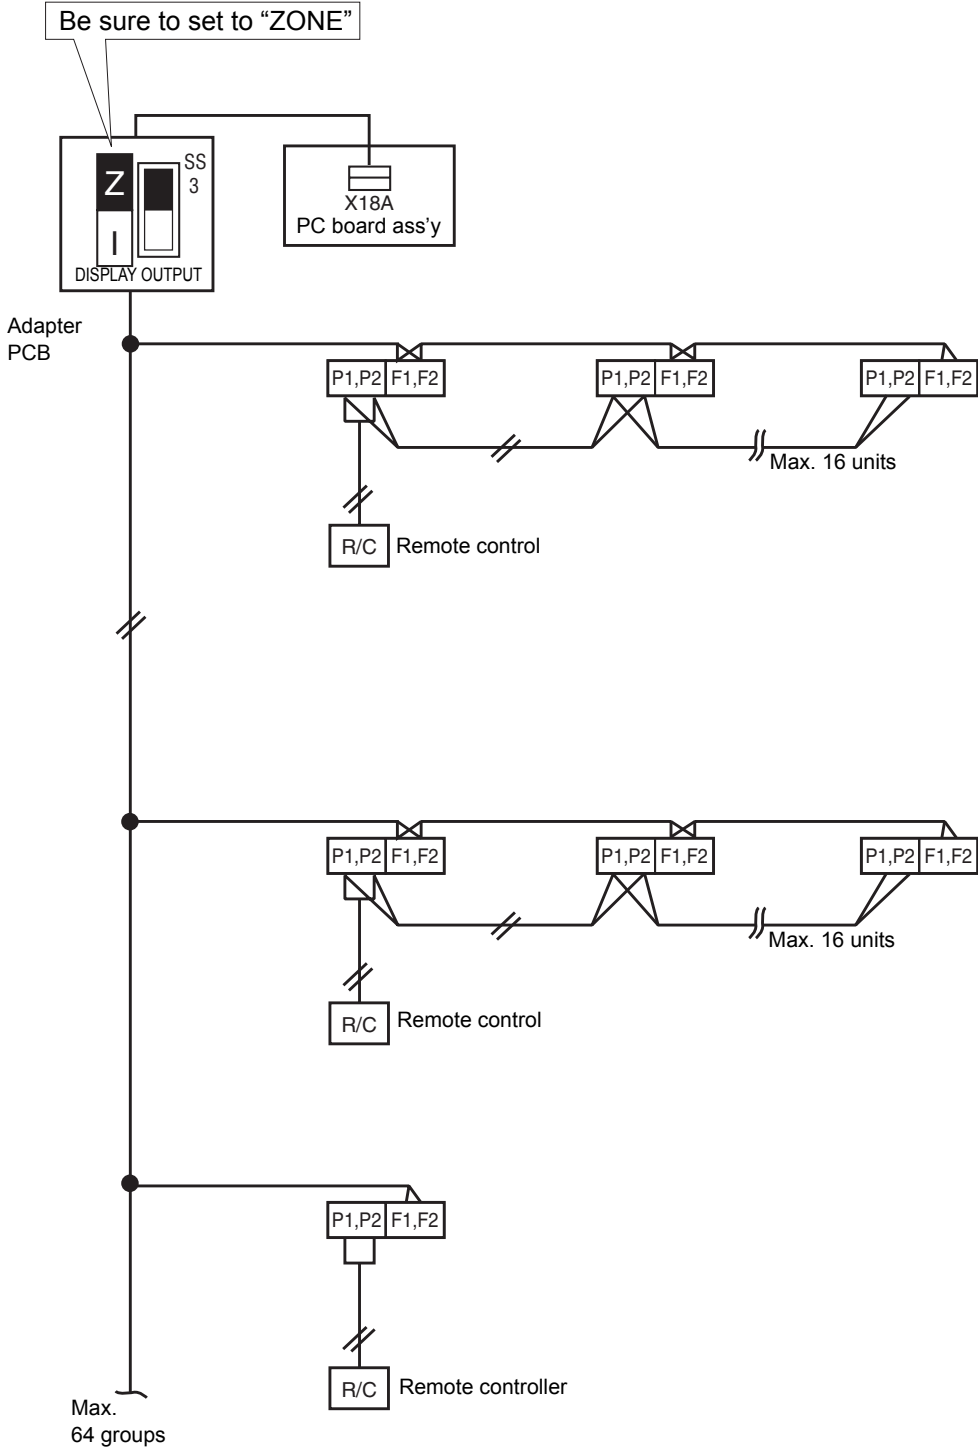 Be sure to set to “ZONE”
Z
I
SS
3
DISPLAY OUTPUT
X18A
PC board ass'y
Adapter
PCB
P1,P2 F1,F2
P1,P2 F1,F2
P1,P2 F1,F2
Max. 16 units
R/C
Remote control
P1,P2 F1,F2
P1,P2 F1,F2
P1,P2 F1,F2
Max. 16 units
R/C
Remote control
P1,P2 F1,F2
R/C
Remote controller
Max.
64 groups